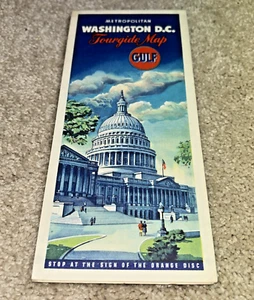 METROPOLITAN
WASHINGTON D.C.
Tourgide Map
GULF
STOP AT THE SIGN OF THE ORANGE DISC